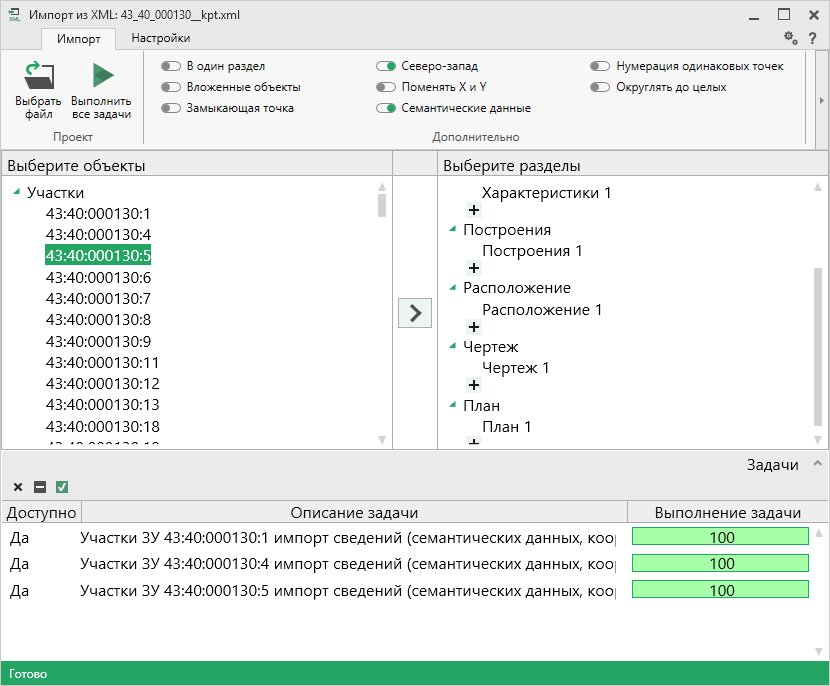 Импорт из XML: 43_40_000130__kpt.xml
Импорт Настройки
?
Выбрать файл
Выполнить все задачи
Проект
В один раздел
Вложенные объекты
Замыкающая точка
Северо-запад
Поменять X и Y
Семантические данные
Нумерация одинаковых точек
Округлять до целых
Дополнительно
Выберите объекты
Участки
43:40:000130:1
43:40:000130:4
43:40:000130:5
43:40:000130:6
43:40:000130:7
43:40:000130:8
43:40:000130:9
43:40:000130:11
43:40:000130:12
43:40:000130:13
43:40:000130:18
43:40:000130:19
Выберите разделы
Характеристики 1
+
Построения
Построения 1
+
Расположение
Расположение 1
+
Чертеж
Чертеж 1
+
План
План 1
+
Задачи
Доступно Описание задачи Выполнение задачи
Да Участки ЗУ 43:40:000130:1 импорт сведений (семантических данных, коор 100
Да Участки ЗУ 43:40:000130:4 импорт сведений (семантических данных, коор 100
Да Участки ЗУ 43:40:000130:5 импорт сведений (семантических данных, коор 100
Готово